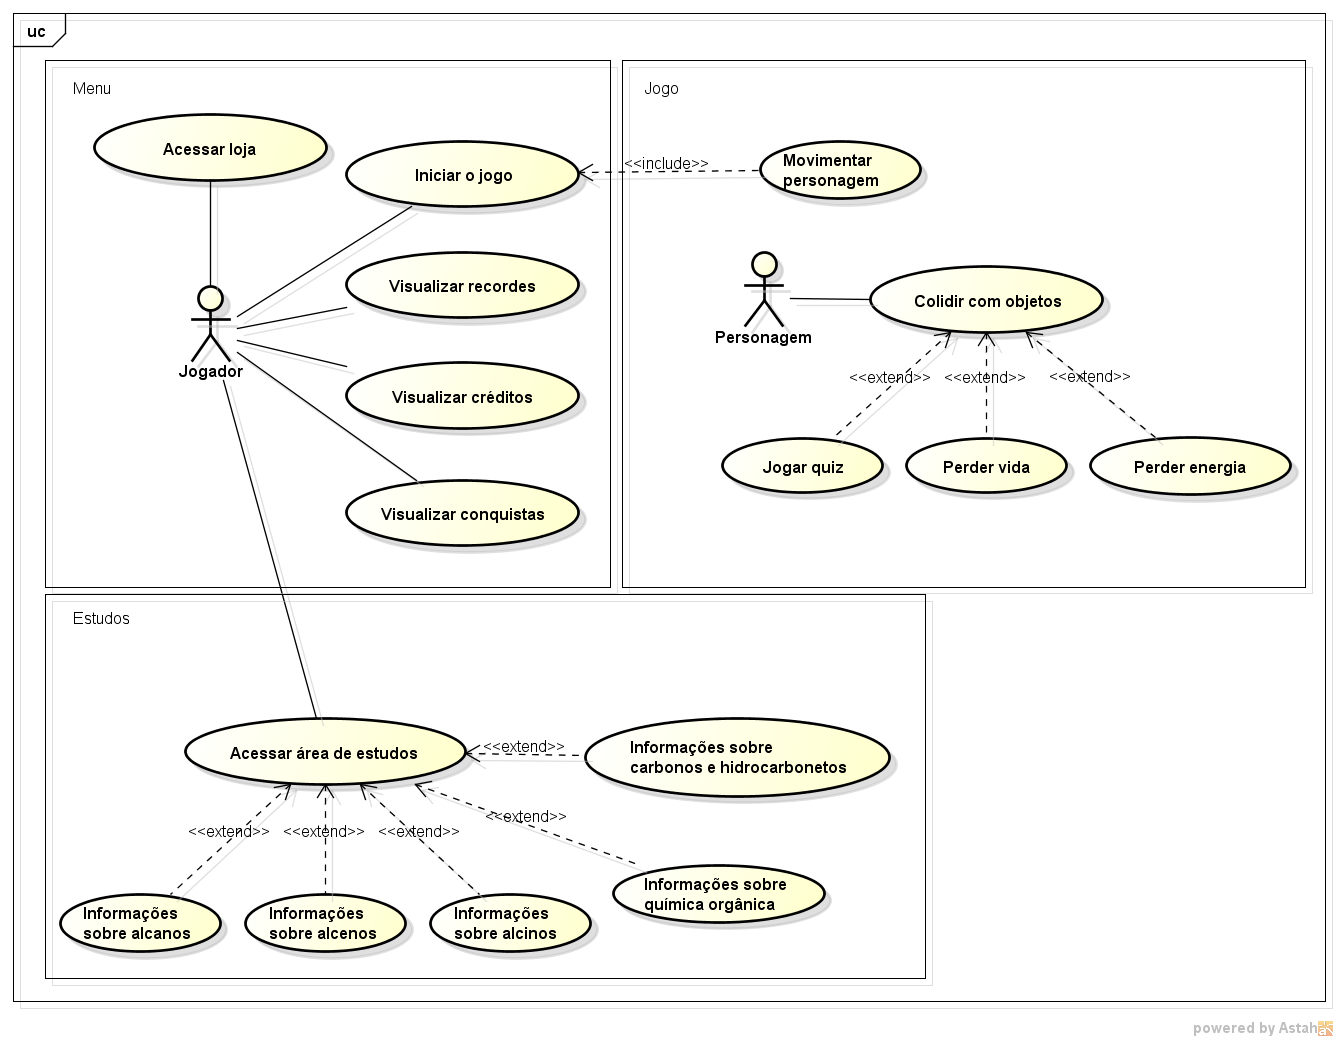 uc
Menu
Jogo
Acessar loja
Iniciar o jogo
<<include>>
Movimentar
personagem
Visualizar recordes
Colidir com objetos
Personagem
Jogador
Visualizar créditos
<<extend>>
<<extend>>
<<extend>>
Jogar quiz
Perder vida
Perder energia
Visualizar conquistas
Estudos
Acessar área de estudos
<<extend>>
Informações sobre
carbonos e hidrocarbonetos
<<extend>>
<<extend>>
<<extend>>
<<extend>>
Informações sobre
química orgânica
Informações
sobre alcanos
Informações
sobre alcenos
Informações
sobre alcinos
powered by Astah